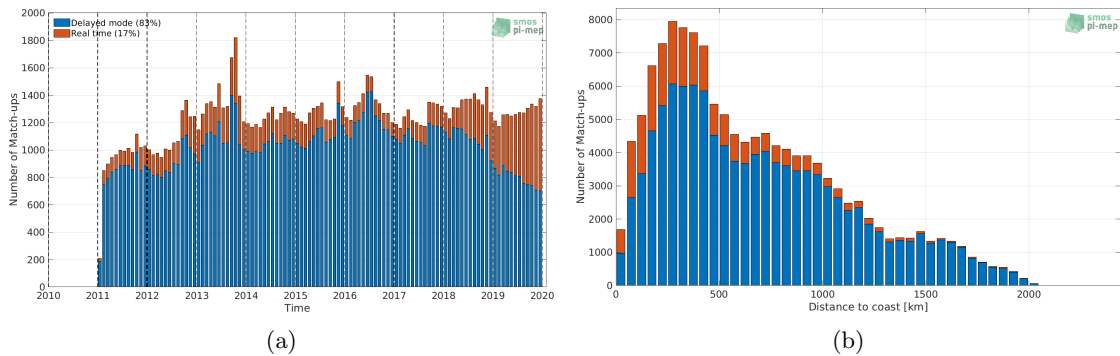 Delayed mode (83%)
Real time (17%)
smos
pi-mep
Number of Match-ups
2000
1800
1600
1400
1200
1000
800
600
400
200
0
2010 2011 2012 2013 2014 2015 2016 2017 2018 2019 2020
Time
(a)
smos
pi-mep
Number of Match-ups
8000
7000
6000
5000
4000
3000
2000
1000
0
0 500 1000 1500 2000
Distance to coast [km]
(b)